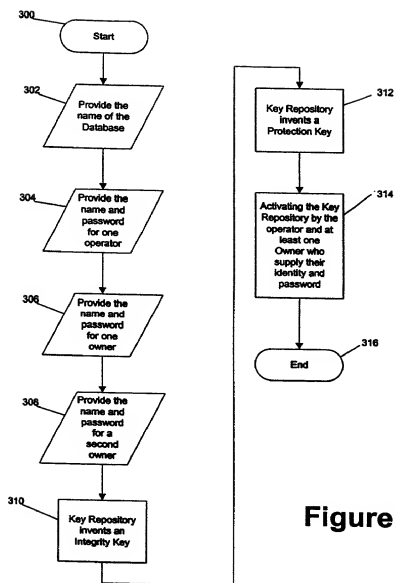 300
Start
302
Provide the
name of the
Database
304
Provide the
name and
password
for one
operator
306
Provide the
name and
password
for one
owner
308
Provide the
name and
password
for a
second
owner
310
Key Repository
invents an
Integrity Key
312
Key Repository
invents a
Protection Key
314
Activating the Key
Repository by the
operator and at
least one
Owner who
supply their
identity and
password
End
316
Figure